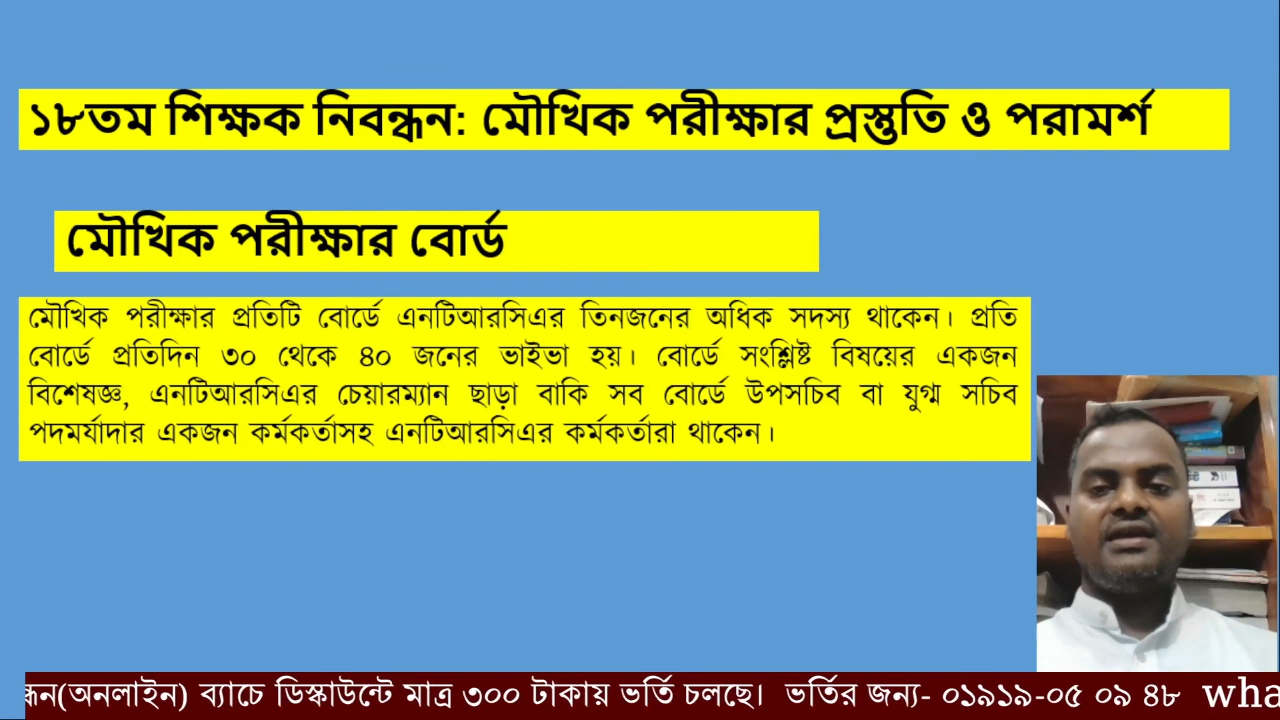 ১৮তম শিক্ষক নিবন্ধন: মৌখিক পরীক্ষার প্রস্তুতি ও পরামর্শ
মৌখিক পরীক্ষার বোর্ড
মৌখিক পরীক্ষার প্রতিটি বোর্ডে এনটিআরসিএর তিনজনের অধিক সদস্য থাকেন। প্রতি
বোর্ডে প্রতিদিন ৩০ থেকে ৪০ জনের ভাইভা হয়। বোর্ডে সংশ্লিষ্ট বিষয়ের একজন
বিশেষজ্ঞ, এনটিআরসিএর চেয়ারম্যান ছাড়া বাকি সব বোর্ডে উপসচিব বা যুগ্ম সচিব
পদমর্যাদার একজন কর্মকর্তাসহ এনটিআরসিএর কর্মকর্তারা থাকেন।
ন্ধন(অনলাইন) ব্যাচে ডিস্কাউন্টে মাত্র ৩০০ টাকায় ভর্তি চলছে। ভর্তির জন্য- ০১৯১৯-০৫ ০৯ ৪৮ wha